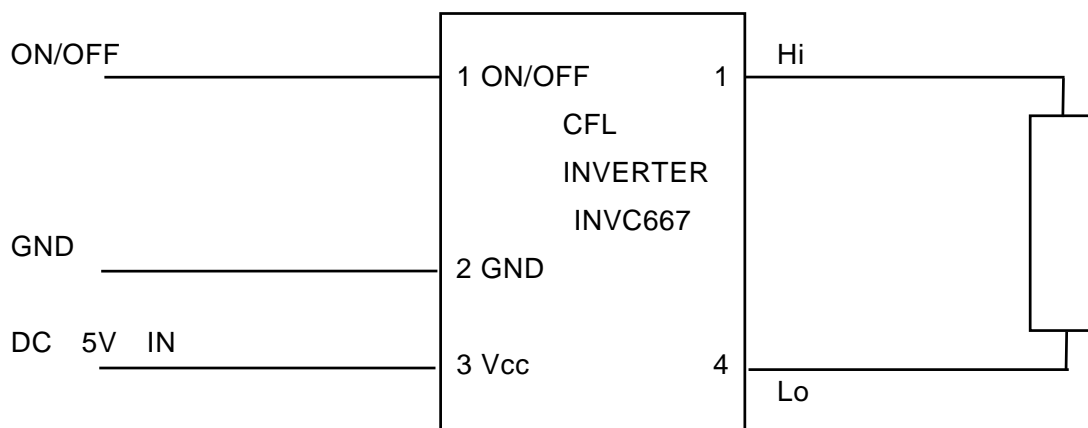 ON/OFF
1 ON/OFF
1
Hi
CFL
INVERTER
INVC667
GND
2 GND
DC 5V IN
3 Vcc
4
Lo